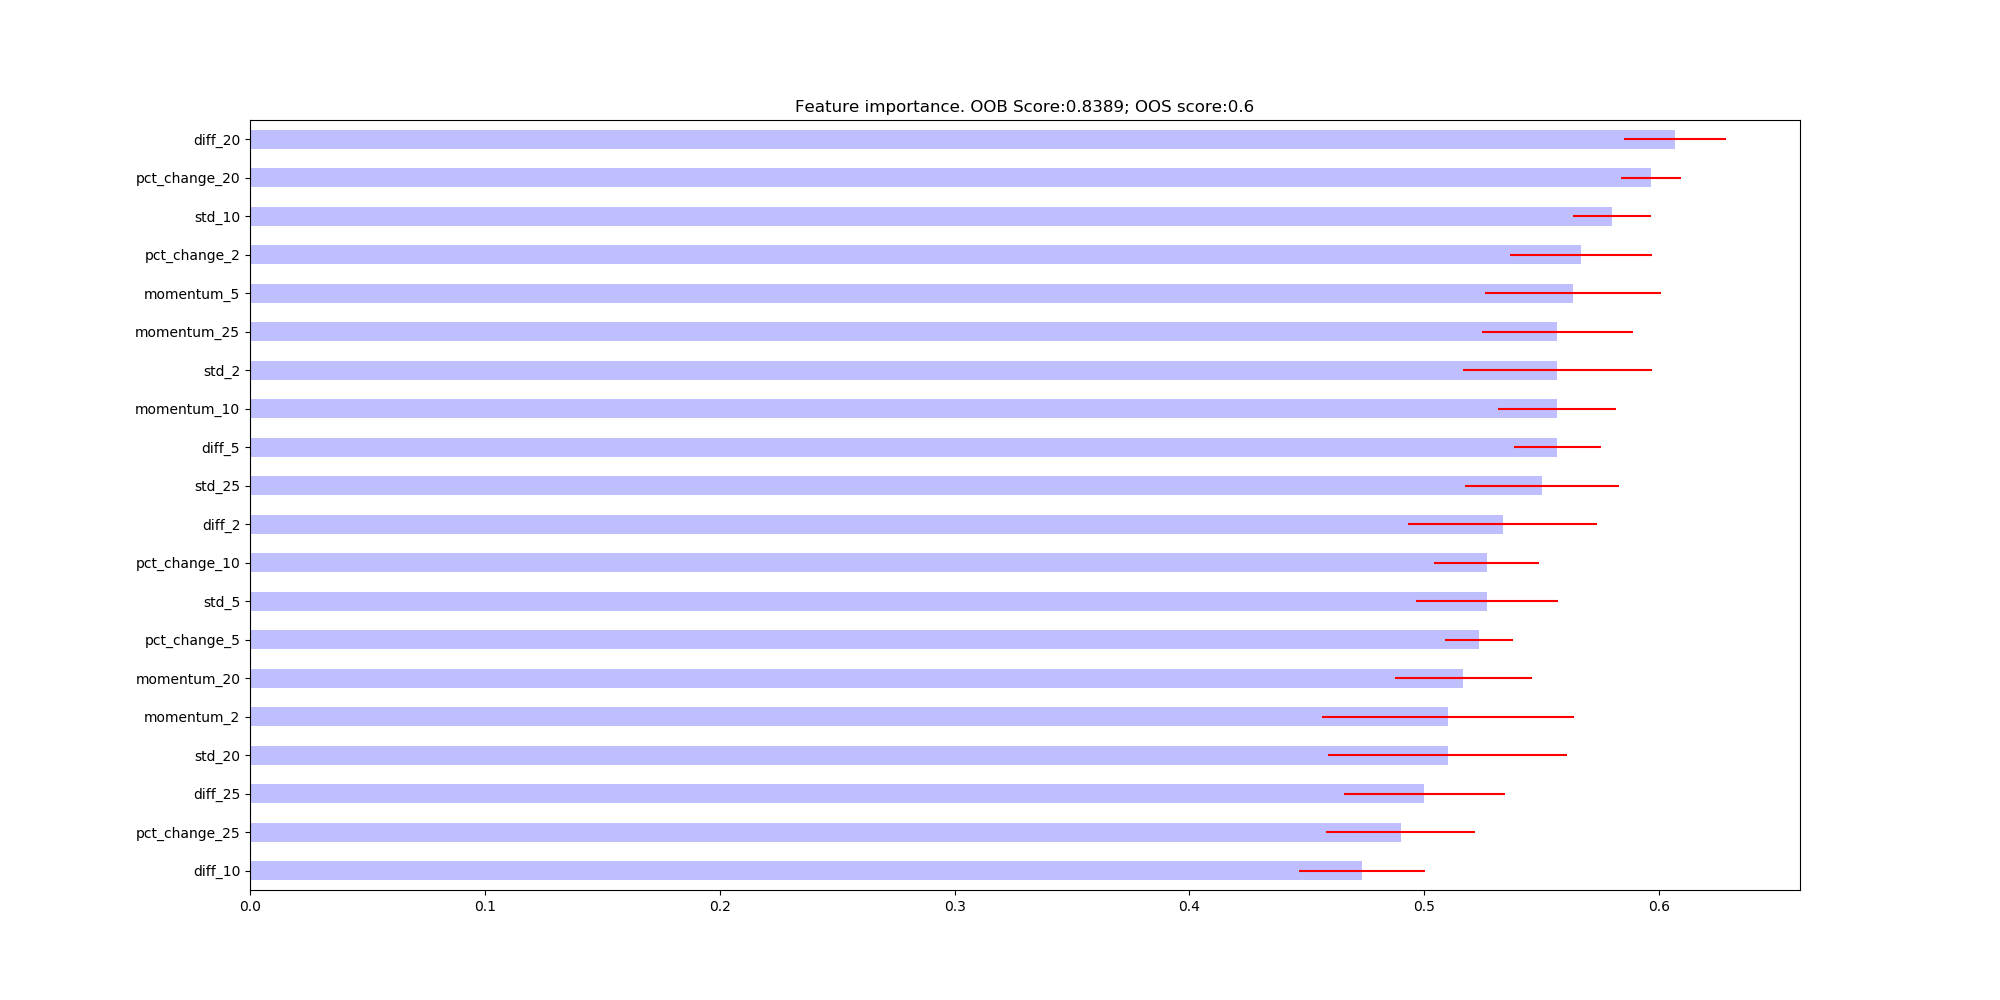 Feature importance. OOB Score:0.8389; OOS score:0.6
diff_20
pct_change_20
std_10
pct_change_2
momentum_5
momentum_25
std_2
momentum_10
diff_5
std_25
diff_2
pct_change_10
std_5
pct_change_5
momentum_20
momentum_2
std_20
diff_25
pct_change_25
diff_10
0.0 0.1 0.2 0.3 0.4 0.5 0.6